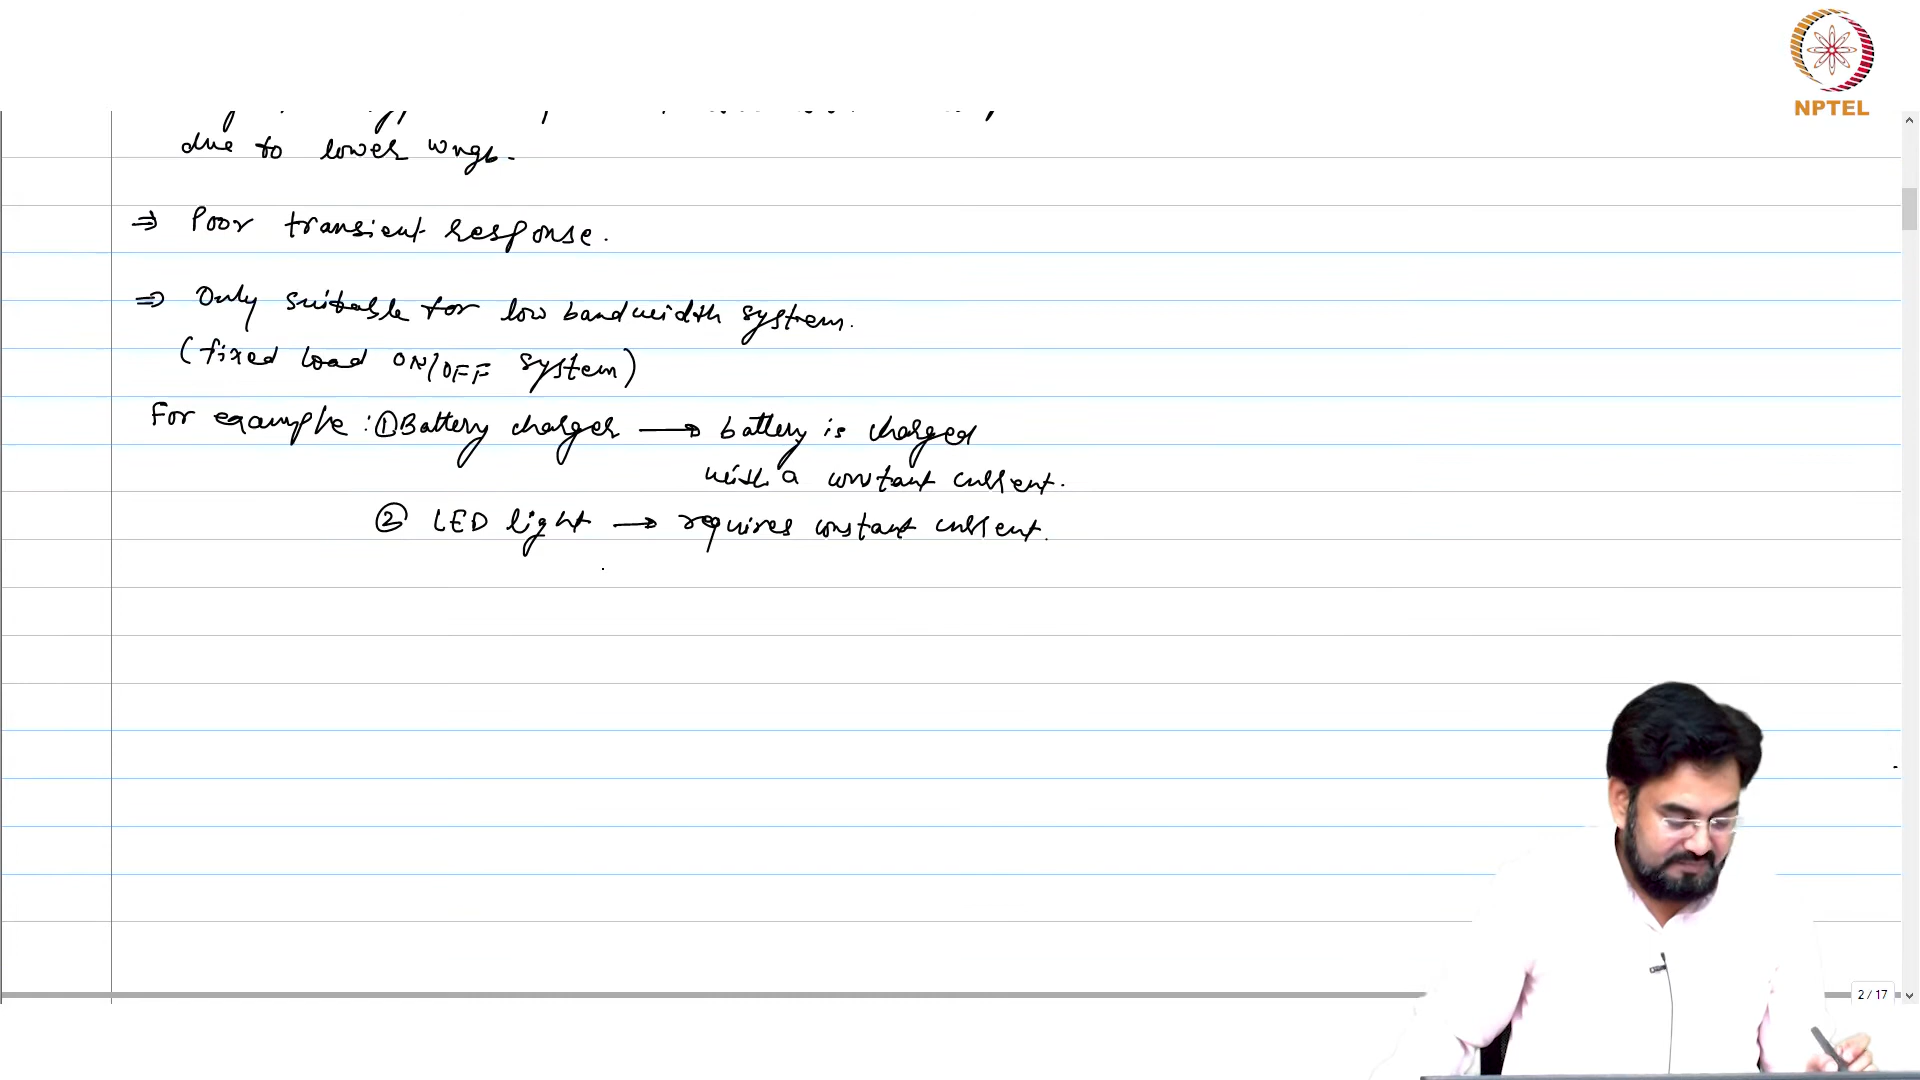 NPTEL
due to lower ωugb.
⇒ Poor transient response.
⇒ Only suitable for low bandwidth system.
(fixed load ON/OFF system)
For example: ① Battery charger → battery is charged
with a constant current.
② LED light → requires constant current.
2 / 17